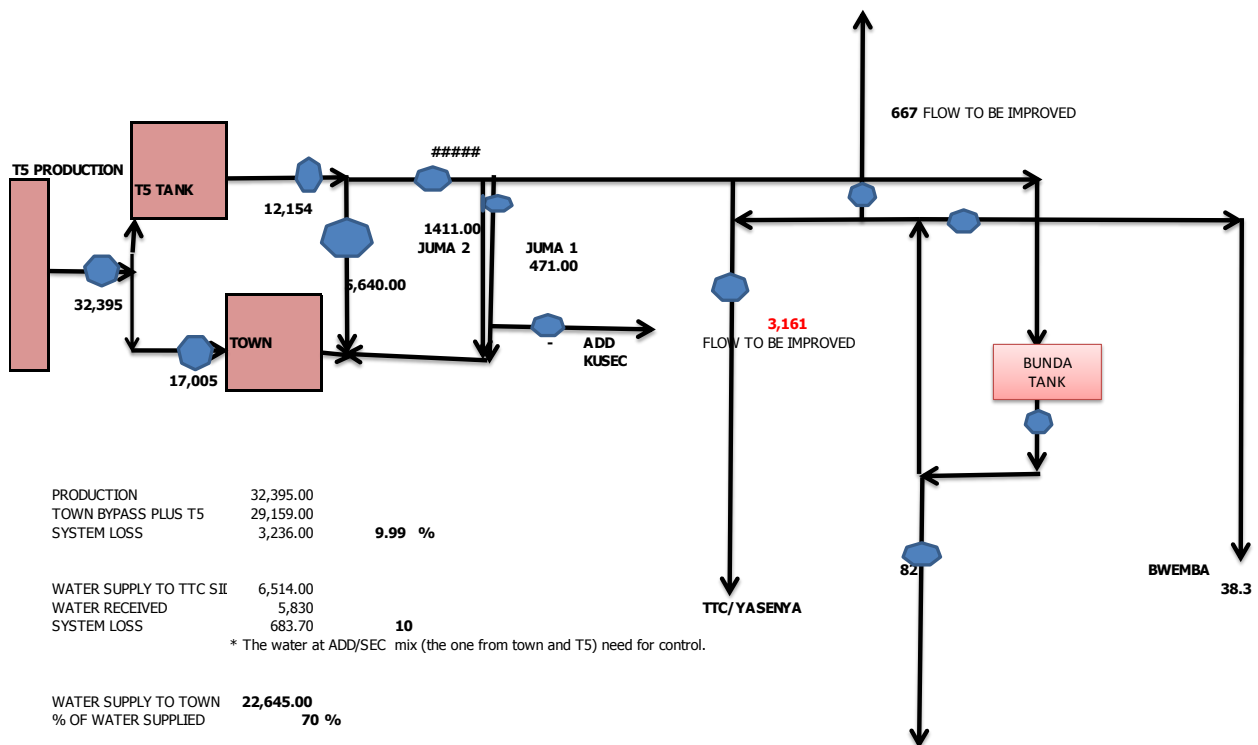 667 FLOW TO BE IMPROVED
#####
T5 PRODUCTION
T5 TANK
12,154
1411.00
JUMA 2
JUMA 1
471.00
5,640.00
32,395
3,161
FLOW TO BE IMPROVED
TOWN
-
ADD
KUSEC
17,005
BUNDA
TANK
PRODUCTION 32,395.00
TOWN BYPASS PLUS T5 29,159.00
SYSTEM LOSS 3,236.00 9.99 %
82
BWEMBA
38.3
WATER SUPPLY TO TTC SII 6,514.00
WATER RECEIVED 5,830
SYSTEM LOSS 683.70 10
TTC/YASENYA
* The water at ADD/SEC mix (the one from town and T5) need for control.
WATER SUPPLY TO TOWN 22,645.00
% OF WATER SUPPLIED 70 %